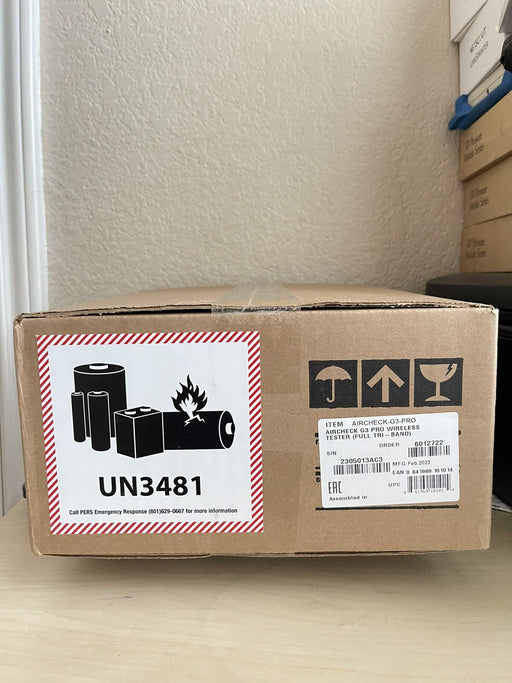 UN3481
Call PERS Emergency Response (801)629-0667 for more information
ITEM AIRCHECK-G3-PRO
AIRCHECK G3 PRO WIRELESS
TESTER (FULL TRI-BAND)
ORDER 6012722
S/N
2305013AC3
MFG Feb 2023
EAN 0 841969 101014
EAC
UPC
Assembled in